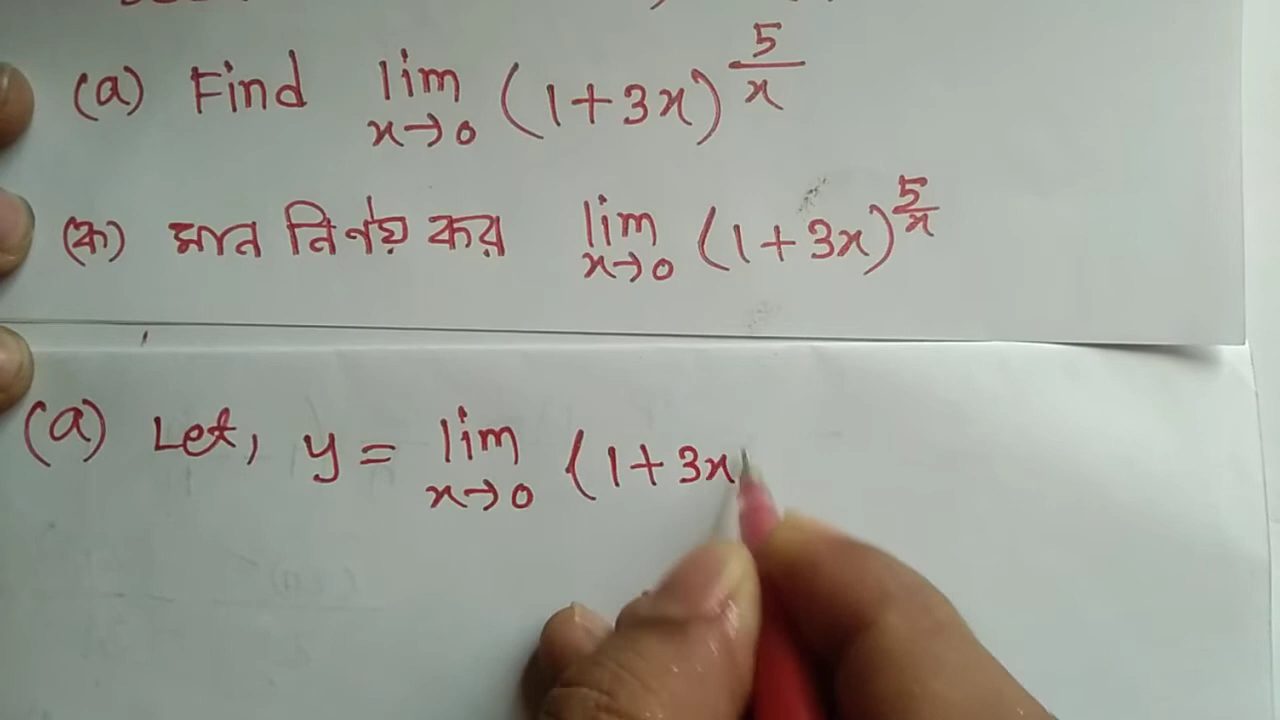 (a) Find lim x→0 (1+3x)^(5/x)
(ক) মান নির্ণয় কর lim x→0 (1+3x)^(5/x)
(a) Let, y = lim x→0 (1+3x